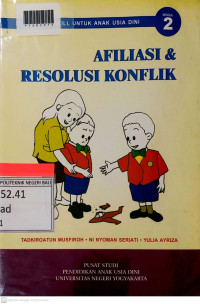 ILL UNTUK ANAK USIA DINI
2
AFILIASI &
RESOLUSI KONFLIK
POLITEKNIK NEGERI BALI
52.41
ad
1
TADKIROATUN MUSFIROH · NI NYOMAN SERIATI · YULIA AYRIZA
PUSAT STUDI
PENDIDIKAN ANAK USIA DINI
UNIVERSITAS NEGERI YOGYAKARTA